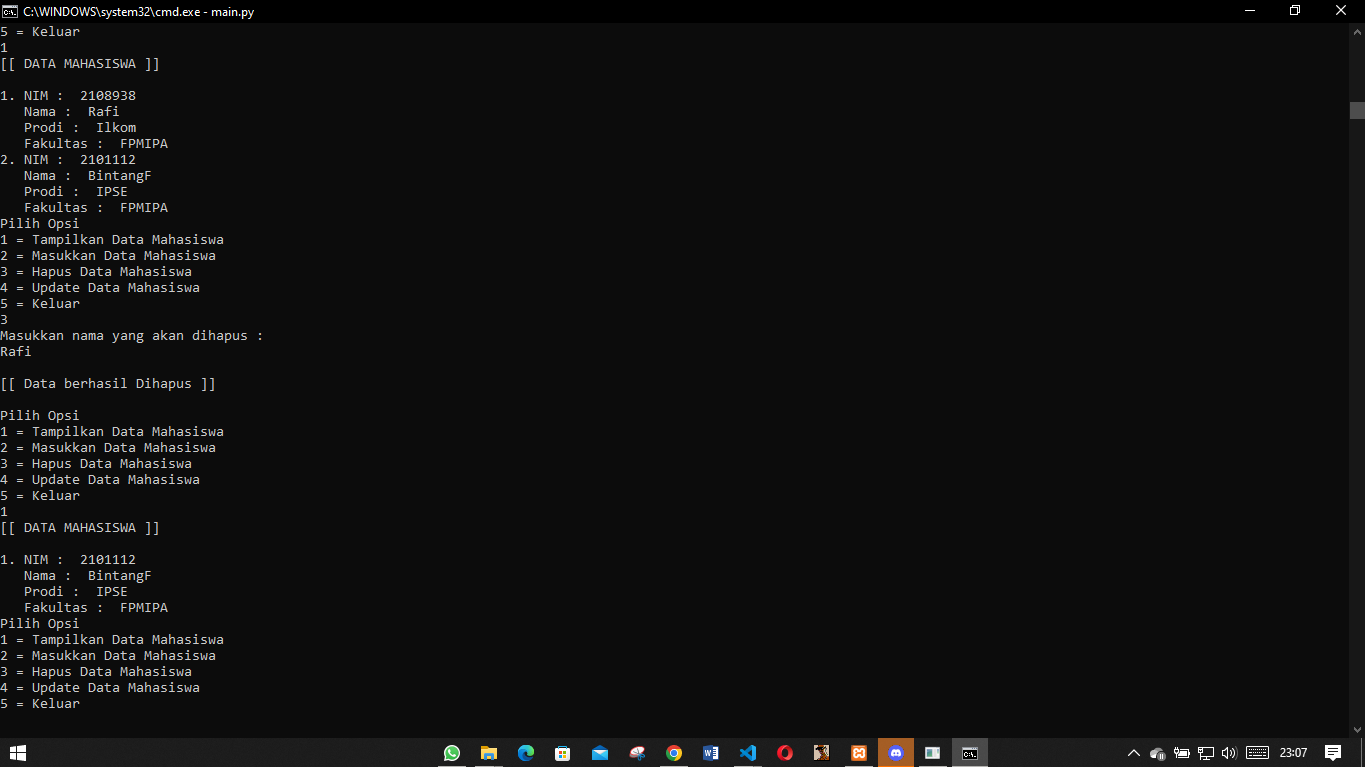 C:\WINDOWS\system32\cmd.exe - main.py
5 = Keluar
1
[[ DATA MAHASISWA ]]
1. NIM :  2108938
   Nama :  Rafi
   Prodi :  Ilkom
   Fakultas :  FPMIPA
2. NIM :  2101112
   Nama :  BintangF
   Prodi :  IPSE
   Fakultas :  FPMIPA
Pilih Opsi
1 = Tampilkan Data Mahasiswa
2 = Masukkan Data Mahasiswa
3 = Hapus Data Mahasiswa
4 = Update Data Mahasiswa
5 = Keluar
3
Masukkan nama yang akan dihapus :
Rafi
[[ Data berhasil Dihapus ]]
Pilih Opsi
1 = Tampilkan Data Mahasiswa
2 = Masukkan Data Mahasiswa
3 = Hapus Data Mahasiswa
4 = Update Data Mahasiswa
5 = Keluar
1
[[ DATA MAHASISWA ]]
1. NIM :  2101112
   Nama :  BintangF
   Prodi :  IPSE
   Fakultas :  FPMIPA
Pilih Opsi
1 = Tampilkan Data Mahasiswa
2 = Masukkan Data Mahasiswa
3 = Hapus Data Mahasiswa
4 = Update Data Mahasiswa
5 = Keluar
23:07